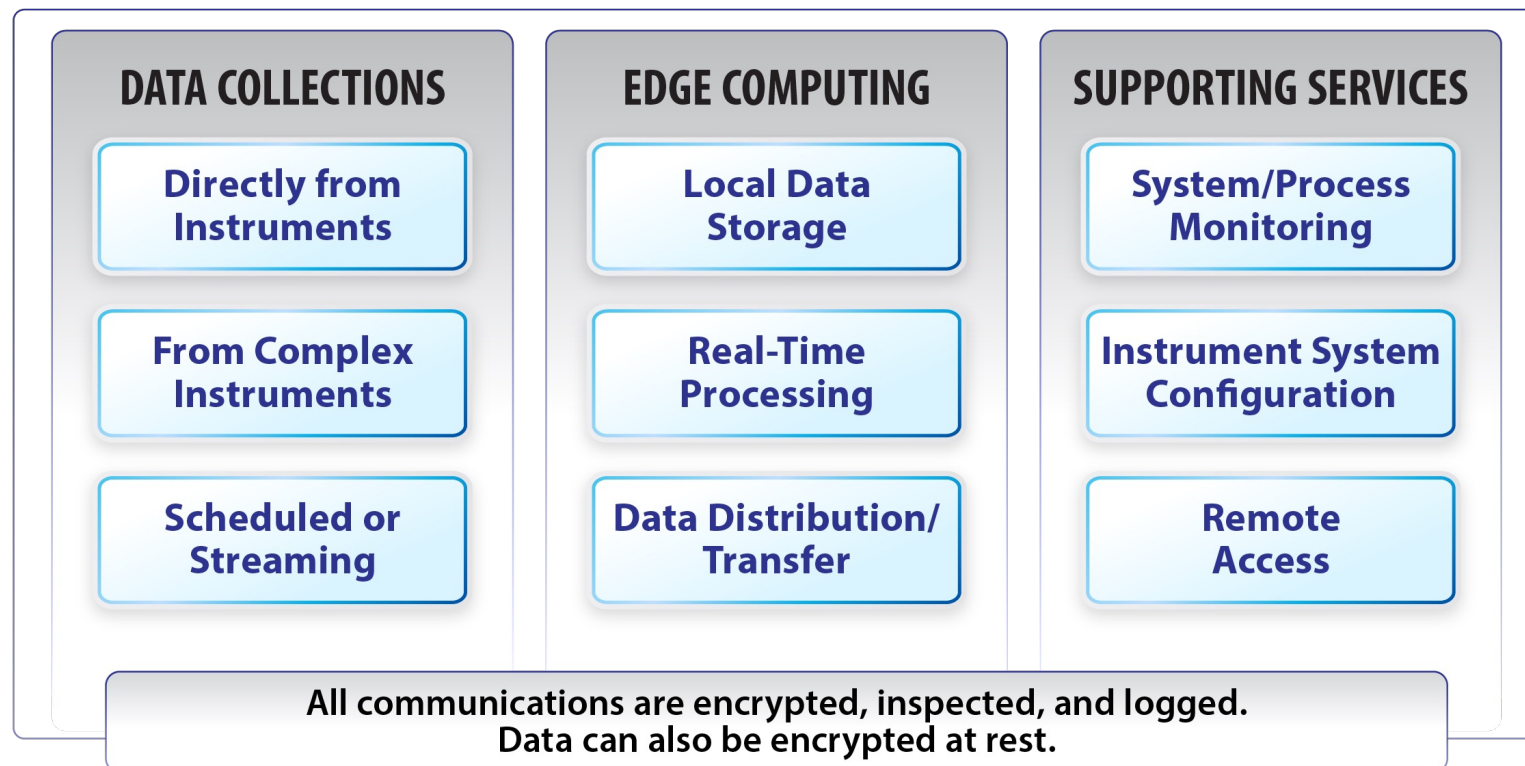 DATA COLLECTIONS
Directly from
Instruments
From Complex
Instruments
Scheduled or
Streaming
EDGE COMPUTING
Local Data
Storage
Real-Time
Processing
Data Distribution/
Transfer
SUPPORTING SERVICES
System/Process
Monitoring
Instrument System
Configuration
Remote
Access
All communications are encrypted, inspected, and logged.
Data can also be encrypted at rest.